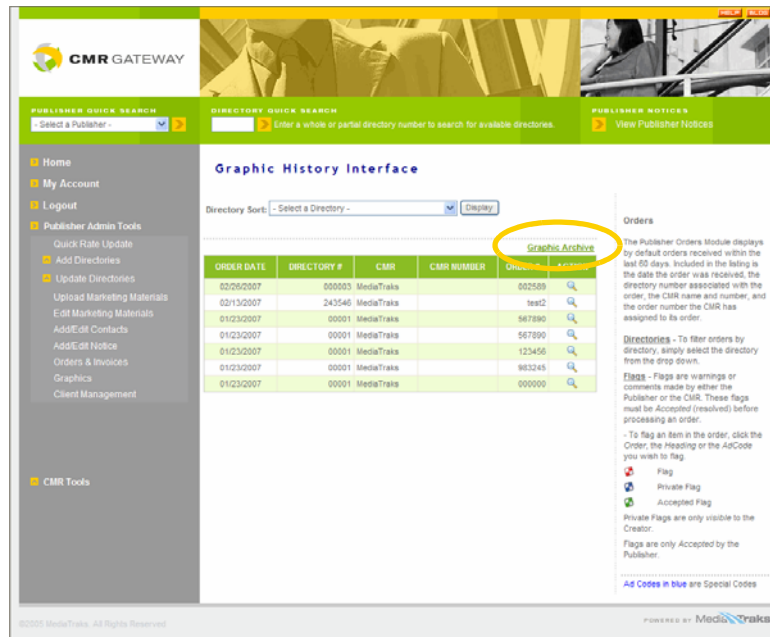 HELP BLOG
CMR GATEWAY
PUBLISHER QUICK SEARCH
- Select a Publisher -
DIRECTORY QUICK SEARCH
Enter a whole or partial directory number to search for available directories.
PUBLISHER NOTICES
View Publisher Notices
Home
My Account
Logout
Publisher Admin Tools
Quick Rate Update
Add Directories
Update Directories
Upload Marketing Materials
Edit Marketing Materials
Add/Edit Contacts
Add/Edit Notice
Orders & Invoices
Graphics
Client Management
CMR Tools
Graphic History Interface
Directory Sort: - Select a Directory - Display
Graphic Archive
ORDER DATE DIRECTORY # CMR CMR NUMBER
02/26/2007 000003 MediaTraks 002589
02/13/2007 243546 MediaTraks test2
01/23/2007 00001 MediaTraks 567890
01/23/2007 00001 MediaTraks 567890
01/23/2007 00001 MediaTraks 123456
01/23/2007 00001 MediaTraks 983245
01/23/2007 00001 MediaTraks 000000
Orders
The Publisher Orders Module displays
by default orders received within the
last 60 days. Included in the listing is
the date the order was received, the
directory number associated with the
order, the CMR name and number, and
the order number the CMR has
assigned to its order.
Directories - To filter orders by
directory, simply select the directory
from the drop down.
Flags - Flags are warnings or
comments made by either the
Publisher or the CMR. These flags
must be Accepted (resolved) before
processing an order.
- To flag an item in the order, click the
Order, the Heading or the AdCode
you wish to flag.
Flag
Private Flag
Accepted Flag
Private Flags are only visible to the
Creator.
Flags are only Accepted by the
Publisher.
Ad Codes in blue are Special Codes
©2005 MediaTraks. All Rights Reserved
POWERED BY MediaTraks